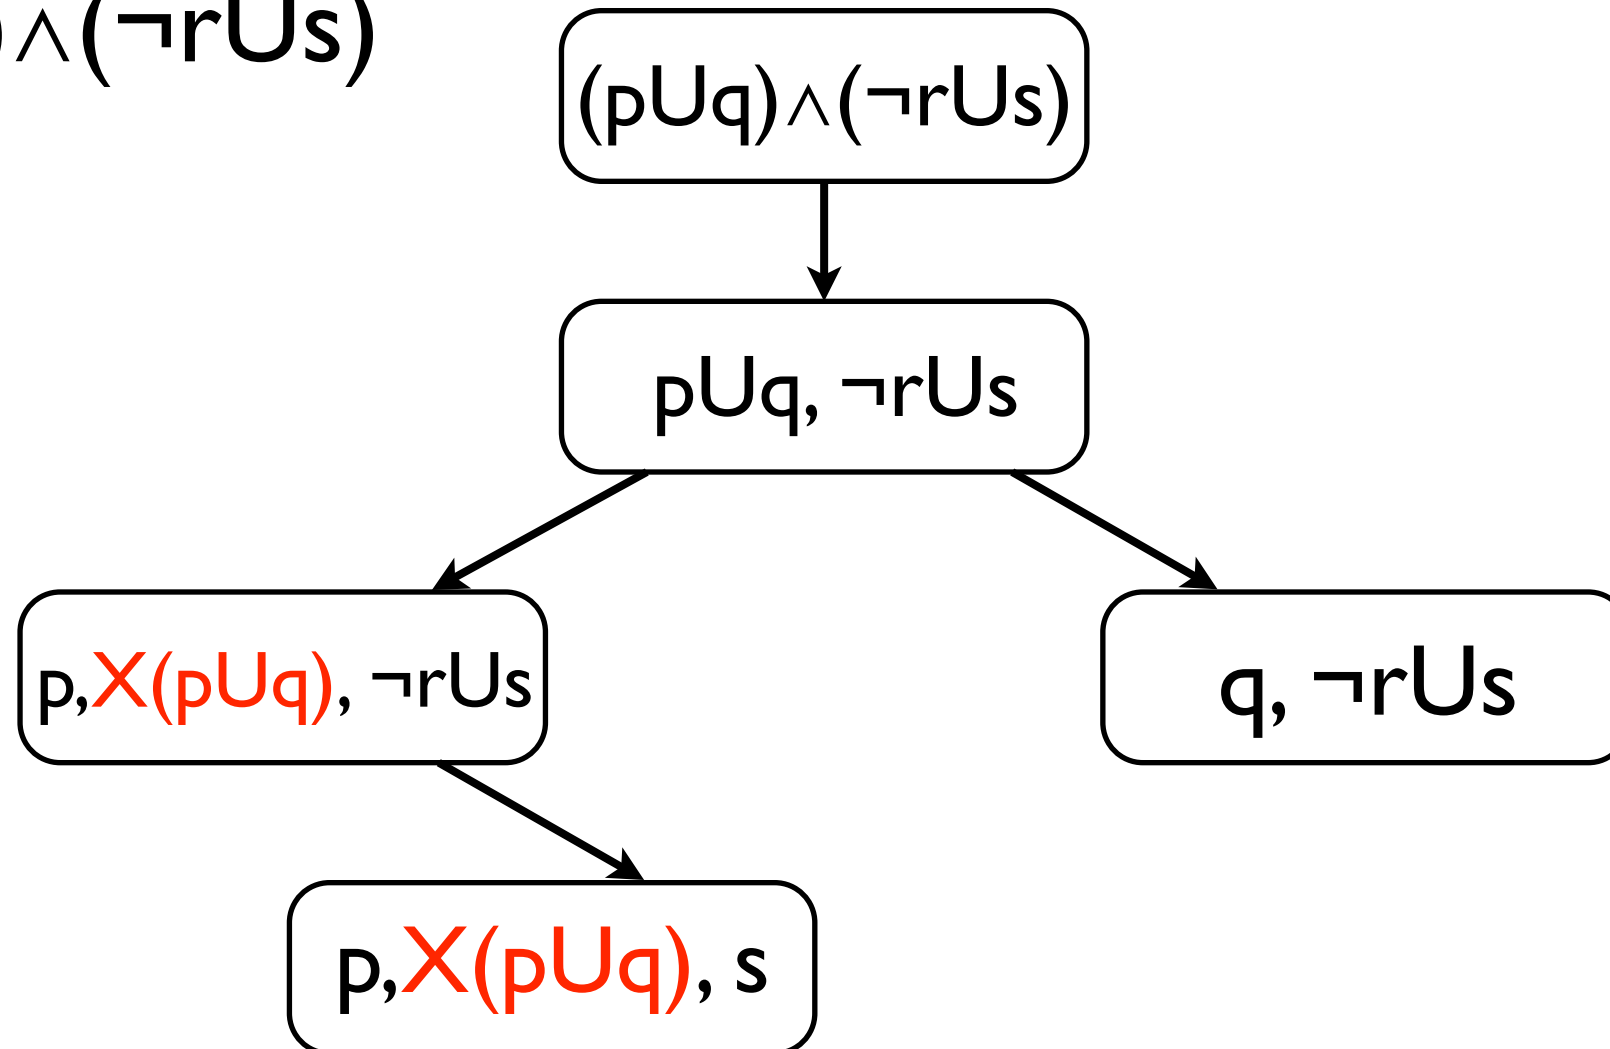 )∧(¬rUs)
(pUq)∧(¬rUs)
pUq, ¬rUs
p,X(pUq), ¬rUs
q, ¬rUs
p,X(pUq), s